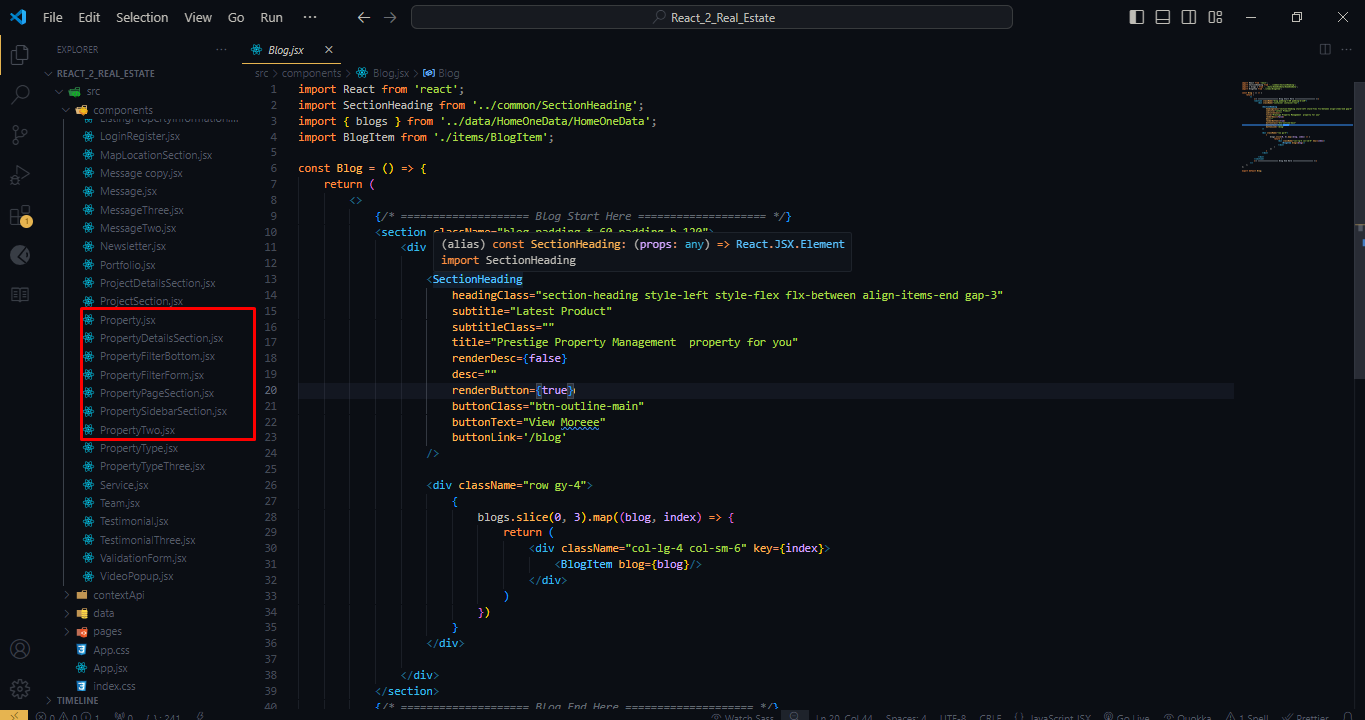 File Edit Selection View Go Run ··· React_2_Real_Estate
EXPLORER ···
REACT_2_REAL_ESTATE
src
components
LoginRegister.jsx
MapLocationSection.jsx
Message copy.jsx
Message.jsx
MessageThree.jsx
MessageTwo.jsx
Newsletter.jsx
Portfolio.jsx
ProjectDetailsSection.jsx
ProjectSection.jsx
Property.jsx
PropertyDetailsSection.jsx
PropertyFilterBottom.jsx
PropertyFilterForm.jsx
PropertyPageSection.jsx
PropertySidebarSection.jsx
PropertyTwo.jsx
PropertyType.jsx
PropertyTypeThree.jsx
Service.jsx
Team.jsx
Testimonial.jsx
TestimonialThree.jsx
ValidationForm.jsx
VideoPopup.jsx
contextApi
data
pages
App.css
App.jsx
index.css
TIMELINE
1
Blog.jsx
src > components > Blog.jsx > Blog
1 import React from 'react';
2 import SectionHeading from '../common/SectionHeading';
3 import { blogs } from '../data/HomeOneData/HomeOneData';
4 import BlogItem from './items/BlogItem';
5
6 const Blog = () => {
7 return (
8 <>
9 {/* ==================== Blog Start Here ==================== */}
10 <section className="blog padding-t-60 padding-b-120">
11 <div
(alias) const SectionHeading: (props: any) => React.JSX.Element
import SectionHeading
12
13 <SectionHeading
14 headingClass="section-heading style-left style-flex flx-between align-items-end gap-3"
15 subtitle="Latest Product"
16 subtitleClass=""
17 title="Prestige Property Management  property for you"
18 renderDesc={false}
19 desc=""
20 renderButton={true}
21 buttonClass="btn-outline-main"
22 buttonText="View Moreee"
23 buttonLink='/blog'
24 />
25
26 <div className="row gy-4">
27 {
28 blogs.slice(0, 3).map((blog, index) => {
29 return (
30 <div className="col-lg-4 col-sm-6" key={index}>
31 <BlogItem blog={blog}/>
32 </div>
33 )
34 })
35 }
36 </div>
37
38 </div>
39 </section>
40 {/* ==================== Blog End Here ==================== */}
Watch Sass Ln 20, Col 44 Spaces: 4 UTF-8 CRLF JavaScript JSX Go Live Quokka 1 Spell Prettier